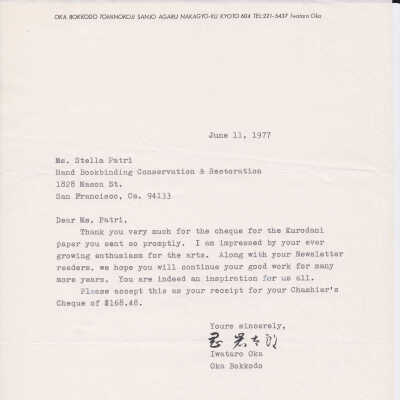 OKA BOKKODO TOMINOKOJI SANJO AGARU NAKAGYO-KU KYOTO 604 TEL:221-5437 Iwataro Oka
June 11, 1977
Ms. Stella Patri
Hand Bookbinding Conservation & Restoration
1828 Mason St.
San Francisco, Ca. 94133
Dear Ms. Patri,
Thank you very much for the cheque for the Kurodani
paper you sent so promptly. I am impressed by your ever
growing enthusiasm for the arts. Along with your Newsletter
readers, we hope you will continue your good work for many
more years. You are indeed an inspiration for us all.
Please accept this as your receipt for your Chashier's
Cheque of $168.48.
Yours sincerely,
Iwataro Oka
Oka Bokkodo